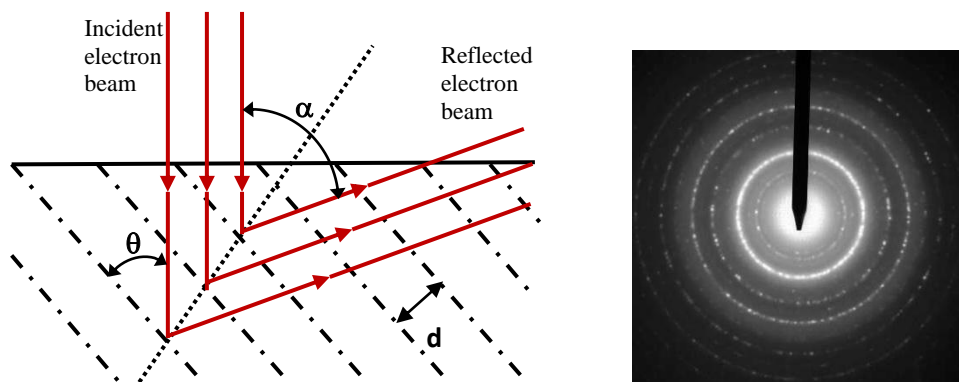 Incident
electron
beam
Reflected
electron
beam
α
θ
d